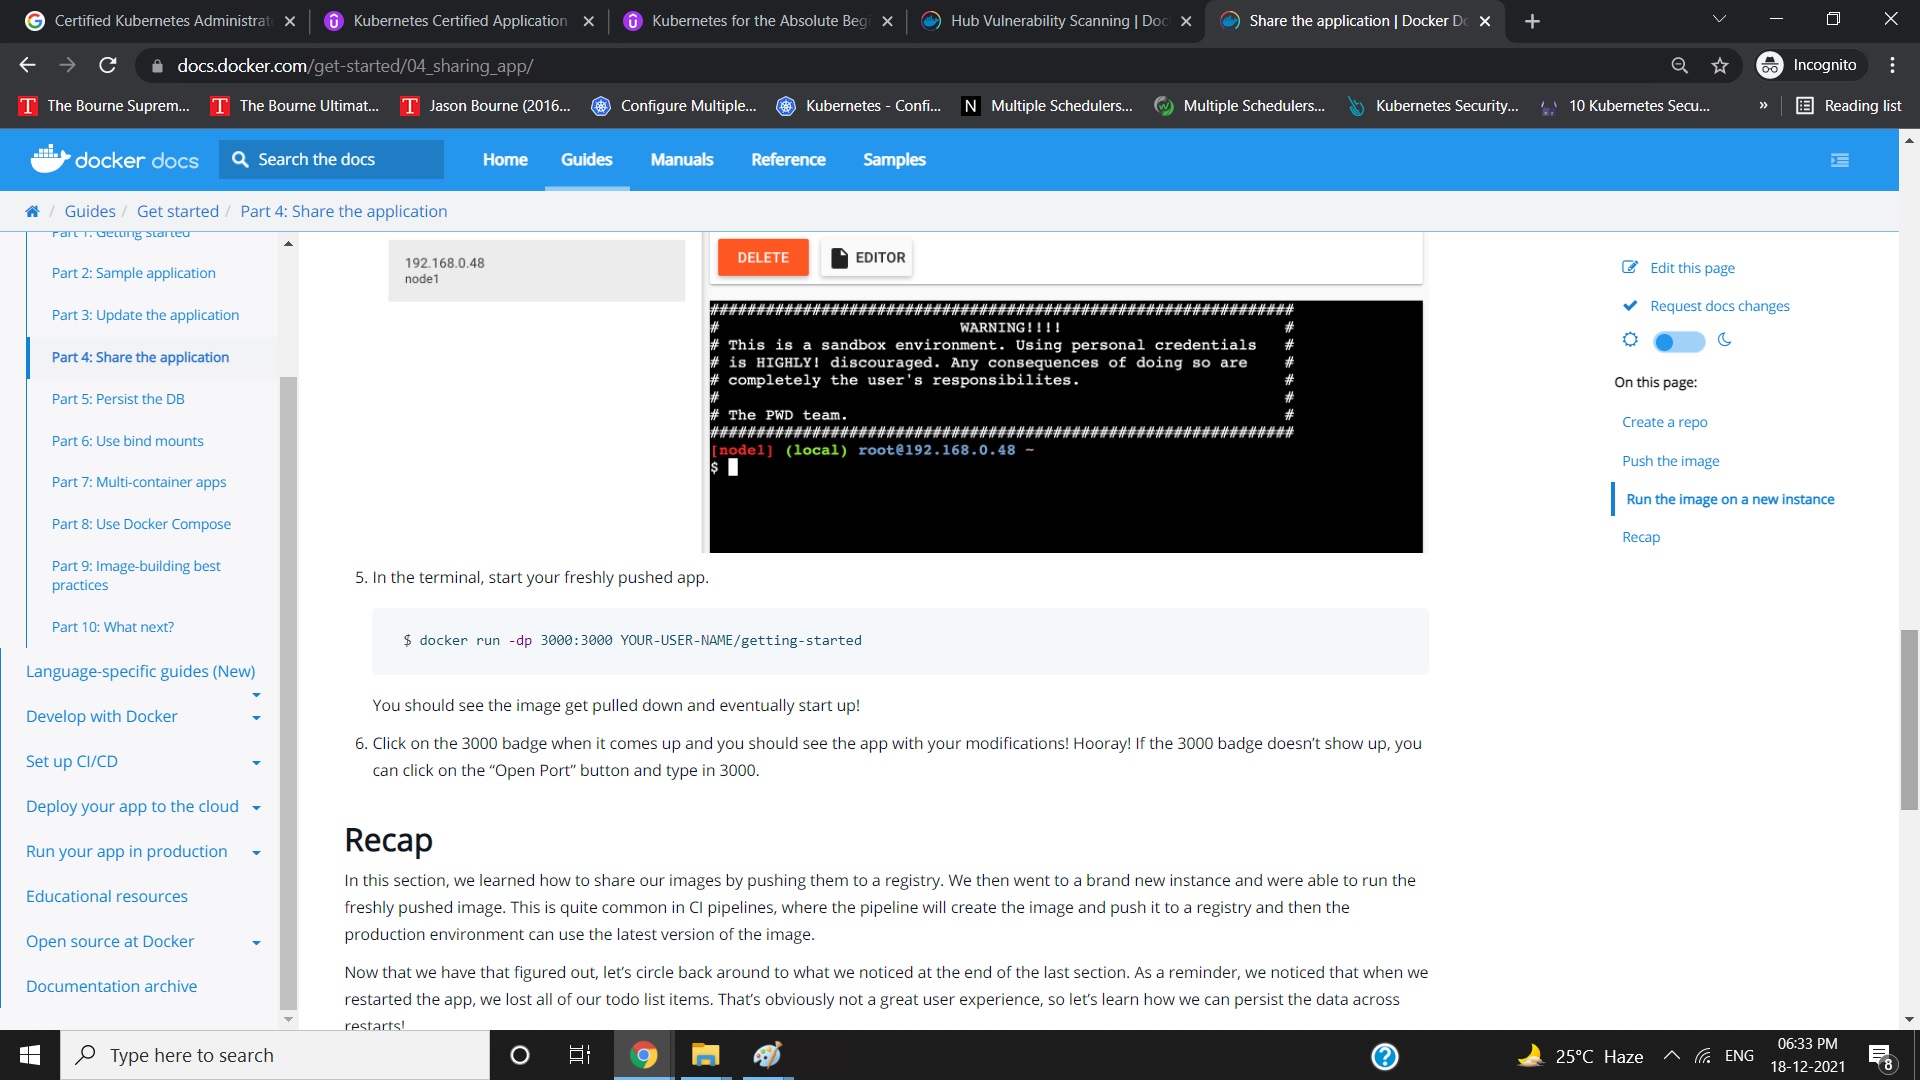 Certified Kubernetes Administrat
Kubernetes Certified Application
Kubernetes for the Absolute Begi
Hub Vulnerability Scanning | Doc
Share the application | Docker Do
docs.docker.com/get-started/04_sharing_app/
Incognito
The Bourne Suprem...
The Bourne Ultimat...
Jason Bourne (2016...
Configure Multiple...
Kubernetes - Confi...
Multiple Schedulers...
Multiple Schedulers...
Kubernetes Security...
10 Kubernetes Secu...
»
Reading list
docker docs
Search the docs
Home
Guides
Manuals
Reference
Samples
/ Guides / Get started / Part 4: Share the application
Part 1: Getting started
Part 2: Sample application
Part 3: Update the application
Part 4: Share the application
Part 5: Persist the DB
Part 6: Use bind mounts
Part 7: Multi-container apps
Part 8: Use Docker Compose
Part 9: Image-building best
practices
Part 10: What next?
Language-specific guides (New)
Develop with Docker
Set up CI/CD
Deploy your app to the cloud
Run your app in production
Educational resources
Open source at Docker
Documentation archive
192.168.0.48
node1
DELETE
EDITOR
###############################################################
# WARNING!!!! #
# This is a sandbox environment. Using personal credentials #
# is HIGHLY! discouraged. Any consequences of doing so are #
# completely the user's responsibilites. #
# #
# The PWD team. #
###############################################################
[node1] (local) root@192.168.0.48 ~
$
5. In the terminal, start your freshly pushed app.
$ docker run -dp 3000:3000 YOUR-USER-NAME/getting-started
You should see the image get pulled down and eventually start up!
6. Click on the 3000 badge when it comes up and you should see the app with your modifications! Hooray! If the 3000 badge doesn’t show up, you
can click on the “Open Port” button and type in 3000.
Recap
In this section, we learned how to share our images by pushing them to a registry. We then went to a brand new instance and were able to run the
freshly pushed image. This is quite common in CI pipelines, where the pipeline will create the image and push it to a registry and then the
production environment can use the latest version of the image.
Now that we have that figured out, let’s circle back around to what we noticed at the end of the last section. As a reminder, we noticed that when we
restarted the app, we lost all of our todo list items. That’s obviously not a great user experience, so let’s learn how we can persist the data across
restarts!
Edit this page
Request docs changes
On this page:
Create a repo
Push the image
Run the image on a new instance
Recap
Type here to search
25°C Haze
ENG
06:33 PM
18-12-2021
8